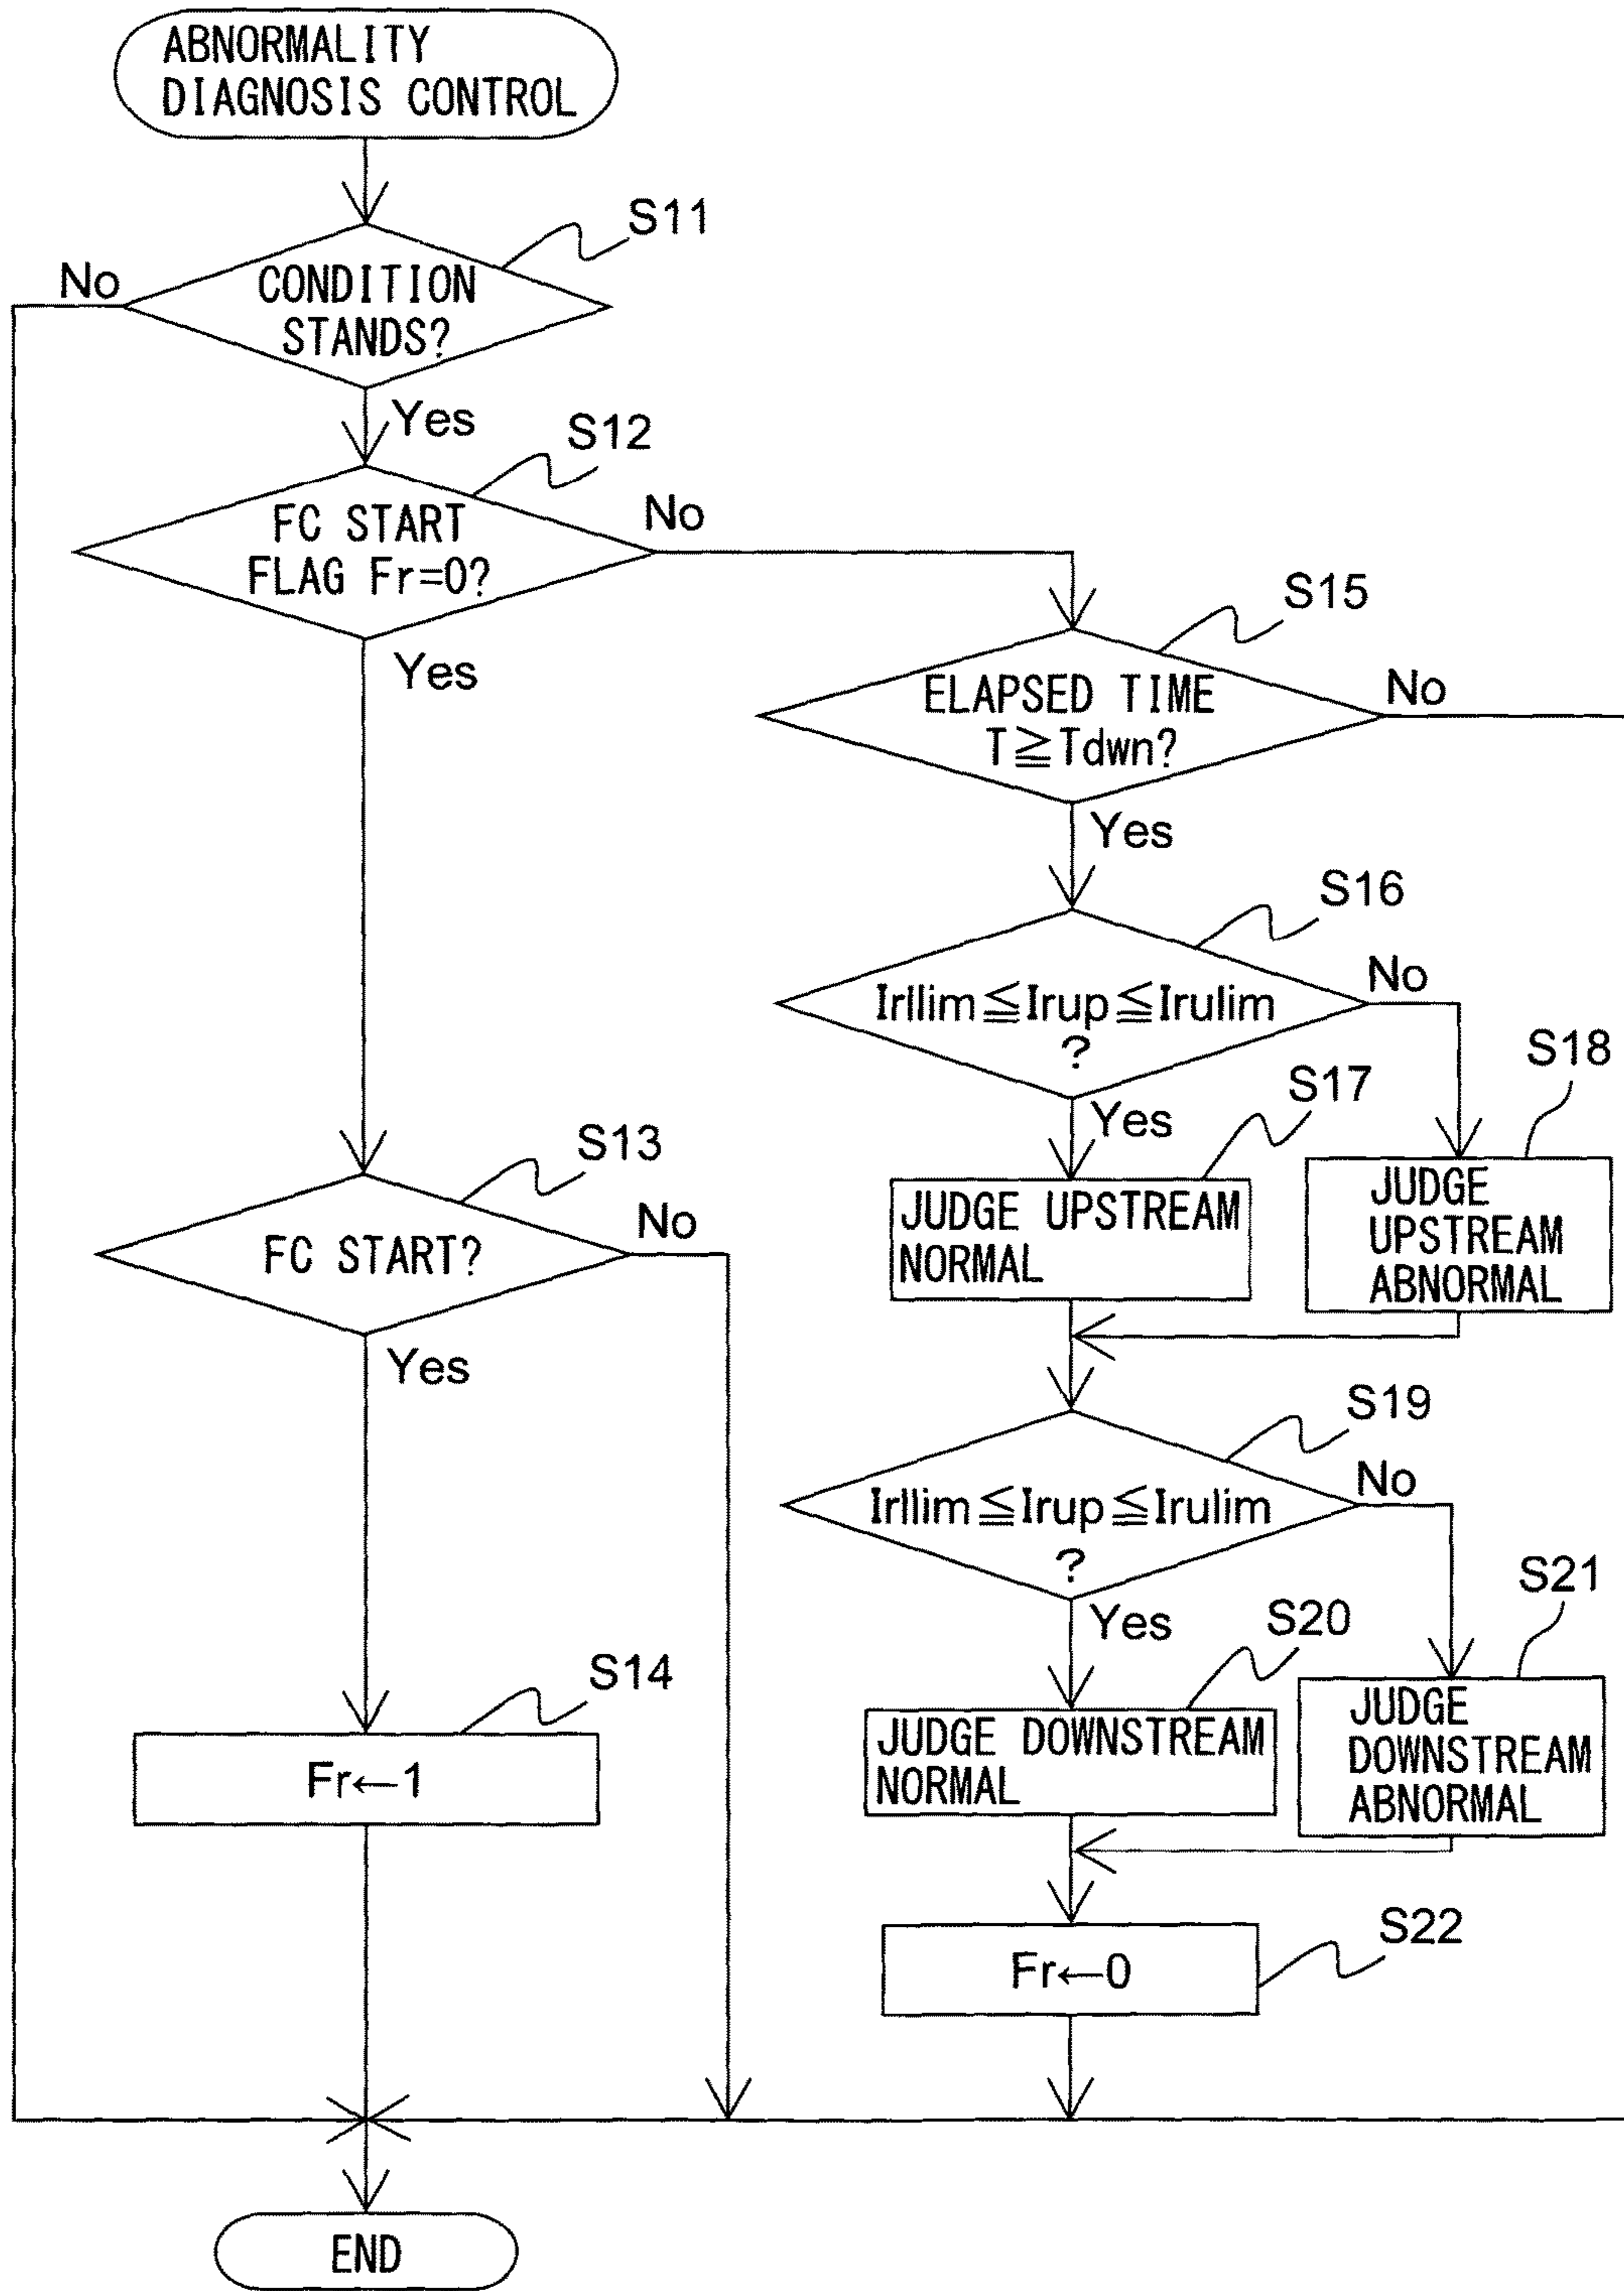 ABNORMALITY
DIAGNOSIS CONTROL
S11
No
CONDITION
STANDS?
Yes
S12
FC START
FLAG Fr=0?
No
Yes
S15
ELAPSED TIME
T≧Tdwn?
No
Yes
S16
Irllim≦Irup≦Irulim
?
No
Yes
S17
S18
JUDGE UPSTREAM
NORMAL
JUDGE
UPSTREAM
ABNORMAL
S13
FC START?
No
Yes
S19
Irllim≦Irup≦Irulim
?
No
Yes
S20
S21
JUDGE DOWNSTREAM
NORMAL
JUDGE
DOWNSTREAM
ABNORMAL
S14
Fr←1
S22
Fr←0
END